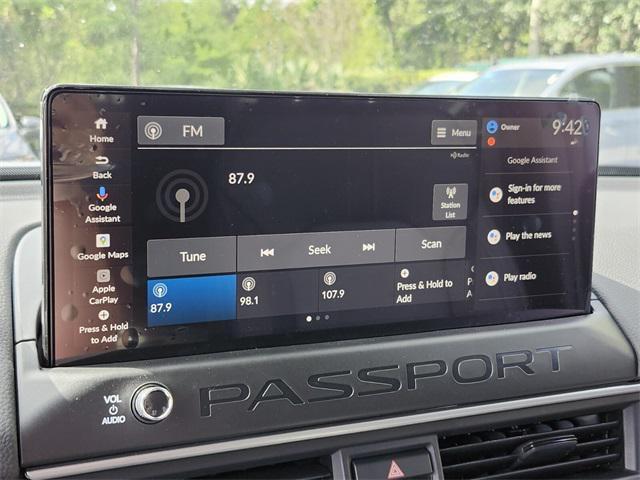 Home
Back
Google
Assistant
Google Maps
Apple
CarPlay
Press & Hold
to Add
FM
Menu
HD Radio
87.9
Station
List
Tune
Seek
Scan
87.9
98.1
107.9
Press & Hold to
Add
Owner
9:42
Google Assistant
Sign-in for more
features
Play the news
Play radio
VOL
AUDIO
PASSPORT